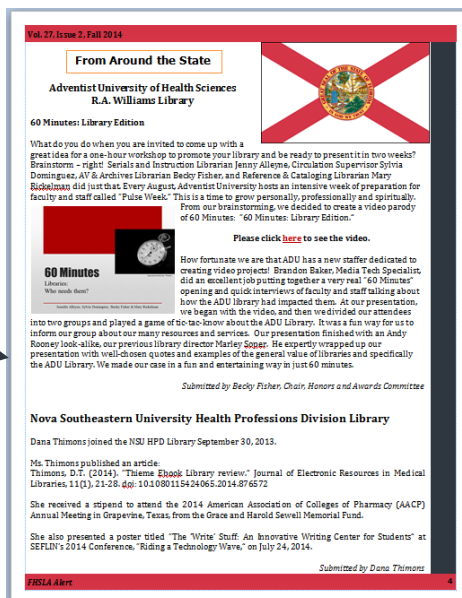 Vol. 27, Issue 2, Fall 2014
From Around the State
Adventist University of Health Sciences
R.A. Williams Library
60 Minutes: Library Edition
What do you do when you are invited to come up with a
great idea for a one-hour workshop to promote your library and be ready to present it in two weeks?
Brainstorm – right! Serials and Instruction Librarian Jenny Alleyne, Circulation Supervisor Sylvia
Dominguez, AV & Archives Librarian Becky Fisher, and Reference & Cataloging Librarian Mary
Rickelman did just that. Every August, Adventist University hosts an intensive week of preparation for
faculty and staff called "Pulse Week." This is a time to grow personally, professionally and spiritually.
From our brainstorming, we decided to create a video parody
of 60 Minutes: "60 Minutes: Library Edition."
Please click here to see the video.
60 Minutes
Libraries:
Who needs them?
How fortunate we are that ADU has a new staffer dedicated to
creating video projects! Brandon Baker, Media Tech Specialist,
did an excellent job putting together a very real "60 Minutes"
opening and quick interviews of faculty and staff talking about
how the ADU library had impacted them. At our presentation,
we began with the video, and then we divided our attendees
into two groups and played a game of tic-tac-know about the ADU Library. It was a fun way for us to
inform our group about our many resources and services. Our presentation finished with an Andy
Rooney look-alike, our previous library director Marley Soper. He expertly wrapped up our
presentation with well-chosen quotes and examples of the general value of libraries and specifically
the ADU Library. We made our case in a fun and entertaining way in just 60 minutes.
Submitted by Becky Fisher, Chair, Honors and Awards Committee
Nova Southeastern University Health Professions Division Library
Dana Thimons joined the NSU HPD Library September 30, 2013.
Ms. Thimons published an article:
Thimons, D.T. (2014). "Thieme Ebook Library review." Journal of Electronic Resources in Medical
Libraries, 11(1), 21-28. doi: 10.1080115424065.2014.876572
She received a stipend to attend the 2014 American Association of Colleges of Pharmacy (AACP)
Annual Meeting in Grapevine, Texas, from the Grace and Harold Sewell Memorial Fund.
She also presented a poster titled "The 'Write' Stuff: An Innovative Writing Center for Students" at
SEFLIN's 2014 Conference, "Riding a Technology Wave," on July 24, 2014.
Submitted by Dana Thimons
FHSLA Alert
4